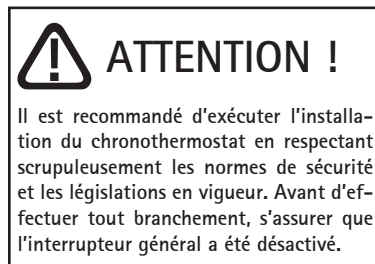 ATTENTION !
Il est recommandé d'exécuter l'installa-
tion du chronothermostat en respectant
scrupuleusement les normes de sécurité
et les législations en vigueur. Avant d'ef-
fectuer tout branchement, s'assurer que
l'interrupteur général a été désactivé.